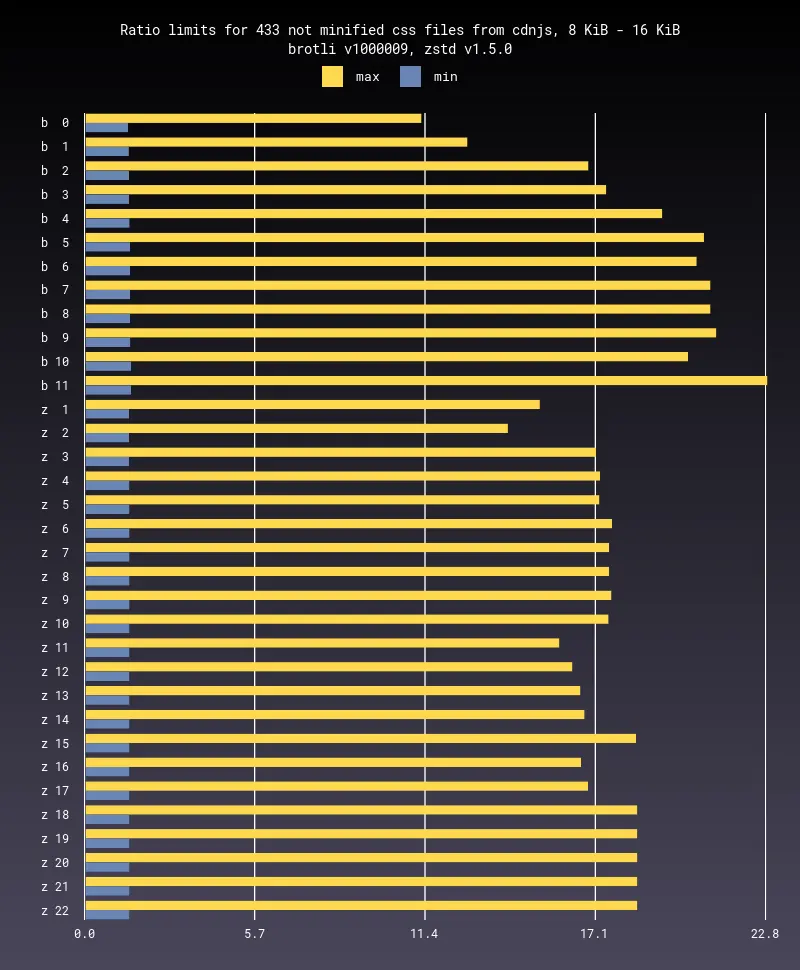 Ratio limits for 433 not minified css files from cdnjs, 8 KiB - 16 KiB
brotli v1000009, zstd v1.5.0
max min
b 0
b 1
b 2
b 3
b 4
b 5
b 6
b 7
b 8
b 9
b 10
b 11
z 1
z 2
z 3
z 4
z 5
z 6
z 7
z 8
z 9
z 10
z 11
z 12
z 13
z 14
z 15
z 16
z 17
z 18
z 19
z 20
z 21
z 22
0.0 5.7 11.4 17.1 22.8